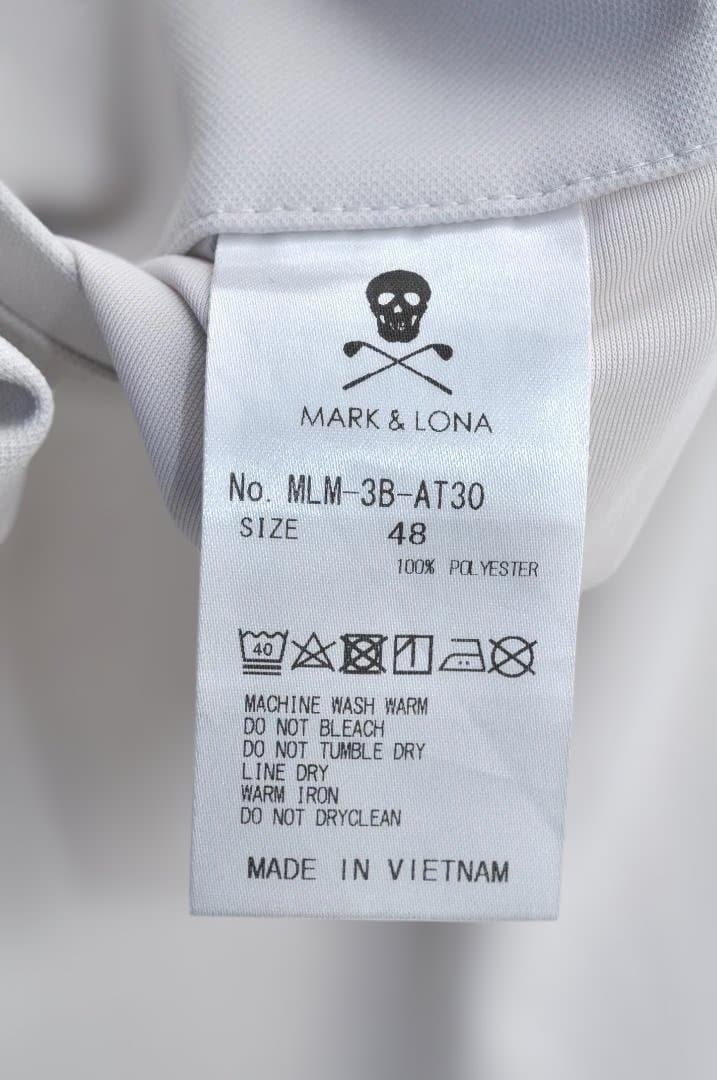 MARK & LONA
No. MLM-3B-AT30
SIZE 48
100% POLYESTER
40
MACHINE WASH WARM
DO NOT BLEACH
DO NOT TUMBLE DRY
LINE DRY
WARM IRON
DO NOT DRYCLEAN
MADE IN VIETNAM